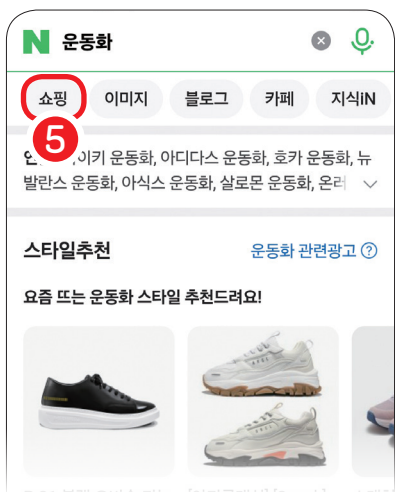 N 운동화
쇼핑 이미지 블로그 카페 지식iN
5
이키 운동화, 아디다스 운동화, 호카 운동화, 뉴
발란스 운동화, 아식스 운동화, 살로몬 운동화, 온러
스타일추천 운동화 관련광고 ?
요즘 뜨는 운동화 스타일 추천드려요!